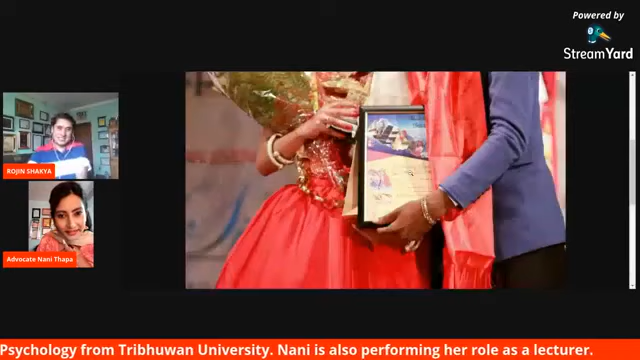 Powered by
StreamYard
ROJIN SHAKYA
Advocate Nani Thapa
Psychology from Tribhuwan University. Nani is also performing her role as a lecturer.